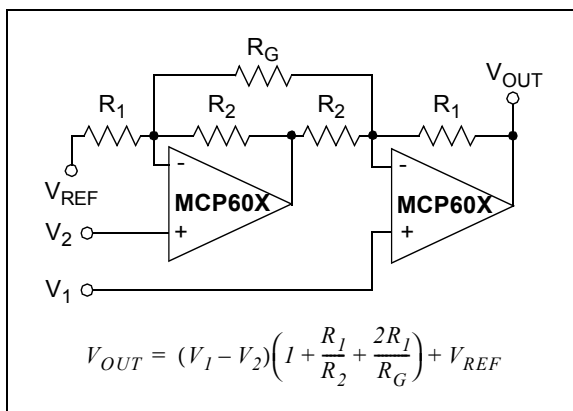 R_G
V_OUT
R_1 R_2 R_2 R_1
- -
V_REF MCP60X MCP60X
V_2 + +
V_1
V_OUT = (V_1 – V_2)(1 + R_1/R_2 + 2R_1/R_G) + V_REF